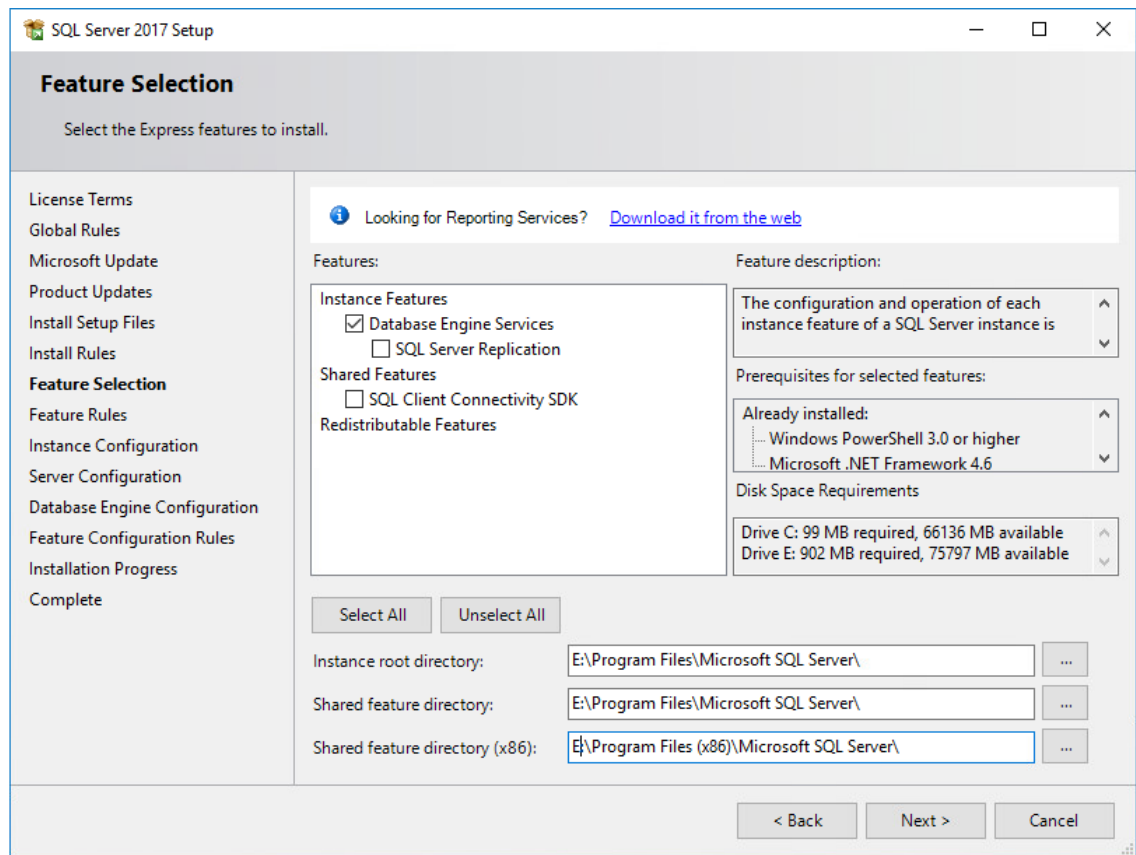 SQL Server 2017 Setup
Feature Selection
Select the Express features to install.
License Terms
Global Rules
Microsoft Update
Product Updates
Install Setup Files
Install Rules
Feature Selection
Feature Rules
Instance Configuration
Server Configuration
Database Engine Configuration
Feature Configuration Rules
Installation Progress
Complete
Looking for Reporting Services? Download it from the web
Features:
Instance Features
Database Engine Services
SQL Server Replication
Shared Features
SQL Client Connectivity SDK
Redistributable Features
Feature description:
The configuration and operation of each
instance feature of a SQL Server instance is
Prerequisites for selected features:
Already installed:
Windows PowerShell 3.0 or higher
Microsoft .NET Framework 4.6
Disk Space Requirements
Drive C: 99 MB required, 66136 MB available
Drive E: 902 MB required, 75797 MB available
Select All
Unselect All
Instance root directory: E:\Program Files\Microsoft SQL Server\ ...
Shared feature directory: E:\Program Files\Microsoft SQL Server\ ...
Shared feature directory (x86): E:\Program Files (x86)\Microsoft SQL Server\ ...
< Back
Next >
Cancel